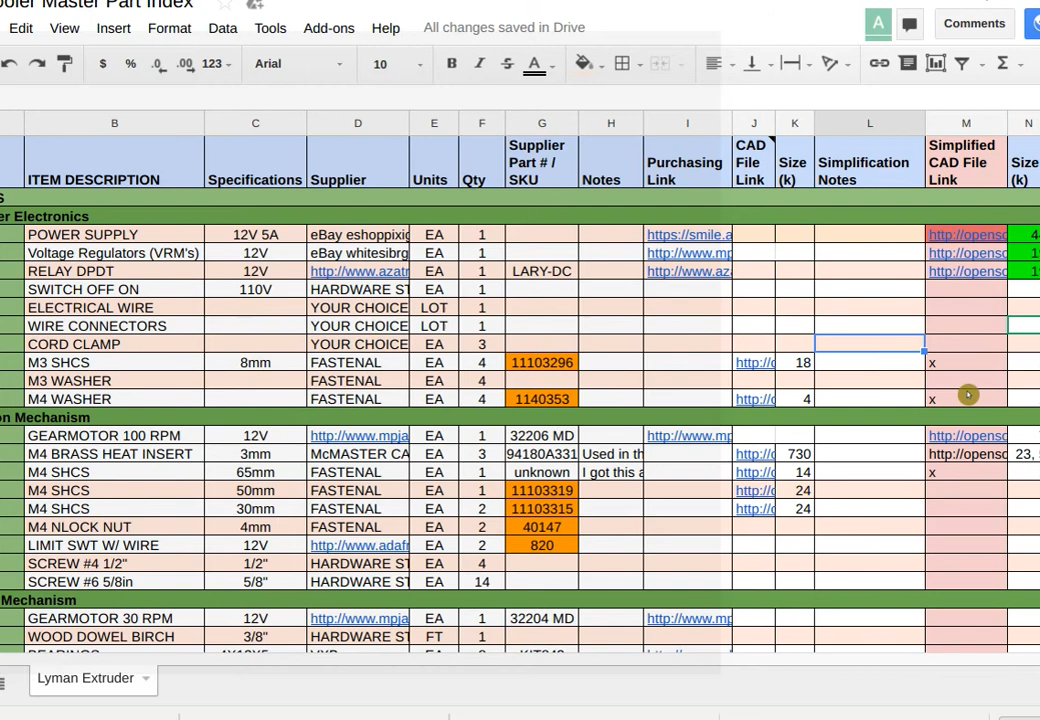 ooler Master Part Index
Edit View Insert Format Data Tools Add-ons Help All changes saved in Drive A Comments
$ % .0 .00 123 Arial 10 B I S A Σ
B C D E F G H I J K L M N
ITEM DESCRIPTION Specifications Supplier Units Qty Supplier Part # / SKU Notes Purchasing Link CAD File Link Size (k) Simplification Notes Simplified CAD File Link Size (k)
S
er Electronics
POWER SUPPLY 12V 5A eBay eshoppixig EA 1 https://smile.a http://openso 4
Voltage Regulators (VRM's) 12V eBay whitesibrg EA 1 http://www.mp http://openso 1
RELAY DPDT 12V http://www.azatr EA 1 LARY-DC http://www.aza http://openso 1
SWITCH OFF ON 110V HARDWARE ST EA 1
ELECTRICAL WIRE YOUR CHOICE LOT 1
WIRE CONNECTORS YOUR CHOICE LOT 1
CORD CLAMP YOUR CHOICE EA 3
M3 SHCS 8mm FASTENAL EA 4 11103296 http://o 18 x
M3 WASHER FASTENAL EA 4
M4 WASHER FASTENAL EA 4 1140353 http://o 4 x
on Mechanism
GEARMOTOR 100 RPM 12V http://www.mpja EA 1 32206 MD http://www.mp http://openso
M4 BRASS HEAT INSERT 3mm McMASTER CA EA 3 94180A331 Used in th http://o 730 http://openso 23,
M4 SHCS 65mm FASTENAL EA 1 unknown I got this a http://o 14 x
M4 SHCS 50mm FASTENAL EA 1 11103319 http://o 24
M4 SHCS 30mm FASTENAL EA 2 11103315 http://o 24
M4 NLOCK NUT 4mm FASTENAL EA 2 40147
LIMIT SWT W/ WIRE 12V http://www.adafr EA 2 820
SCREW #4 1/2" 1/2" HARDWARE ST EA 4
SCREW #6 5/8in 5/8" HARDWARE ST EA 14
Mechanism
GEARMOTOR 30 RPM 12V http://www.mpja EA 1 32204 MD http://www.mp
WOOD DOWEL BIRCH 3/8" HARDWARE ST FT 1
Lyman Extruder